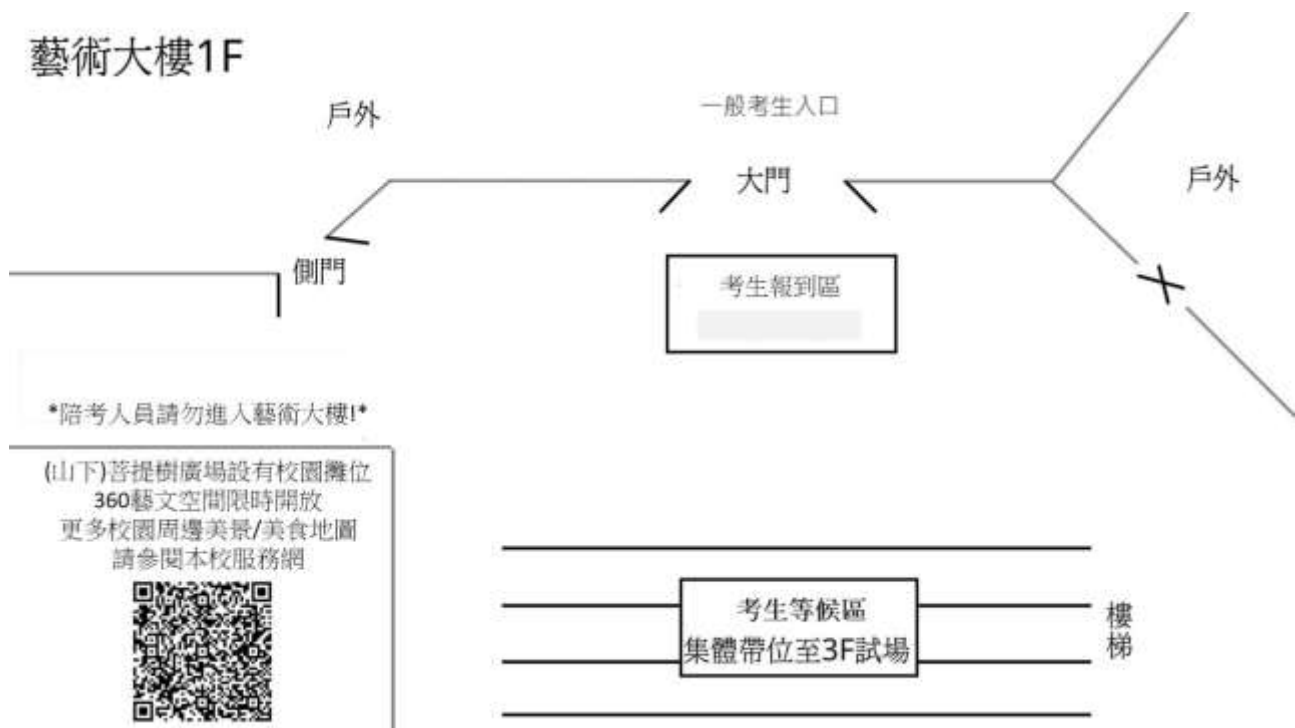 藝術大樓1F
戶外
一般考生入口
大門
戶外
側門
考生報到區
*陪考人員請勿進入藝術大樓!*
(山下)菩提樹廣場設有校園攤位
360藝文空間限時開放
更多校園周邊美景/美食地圖
請參閱本校服務網
考生等候區
集體帶位至3F試場
樓梯